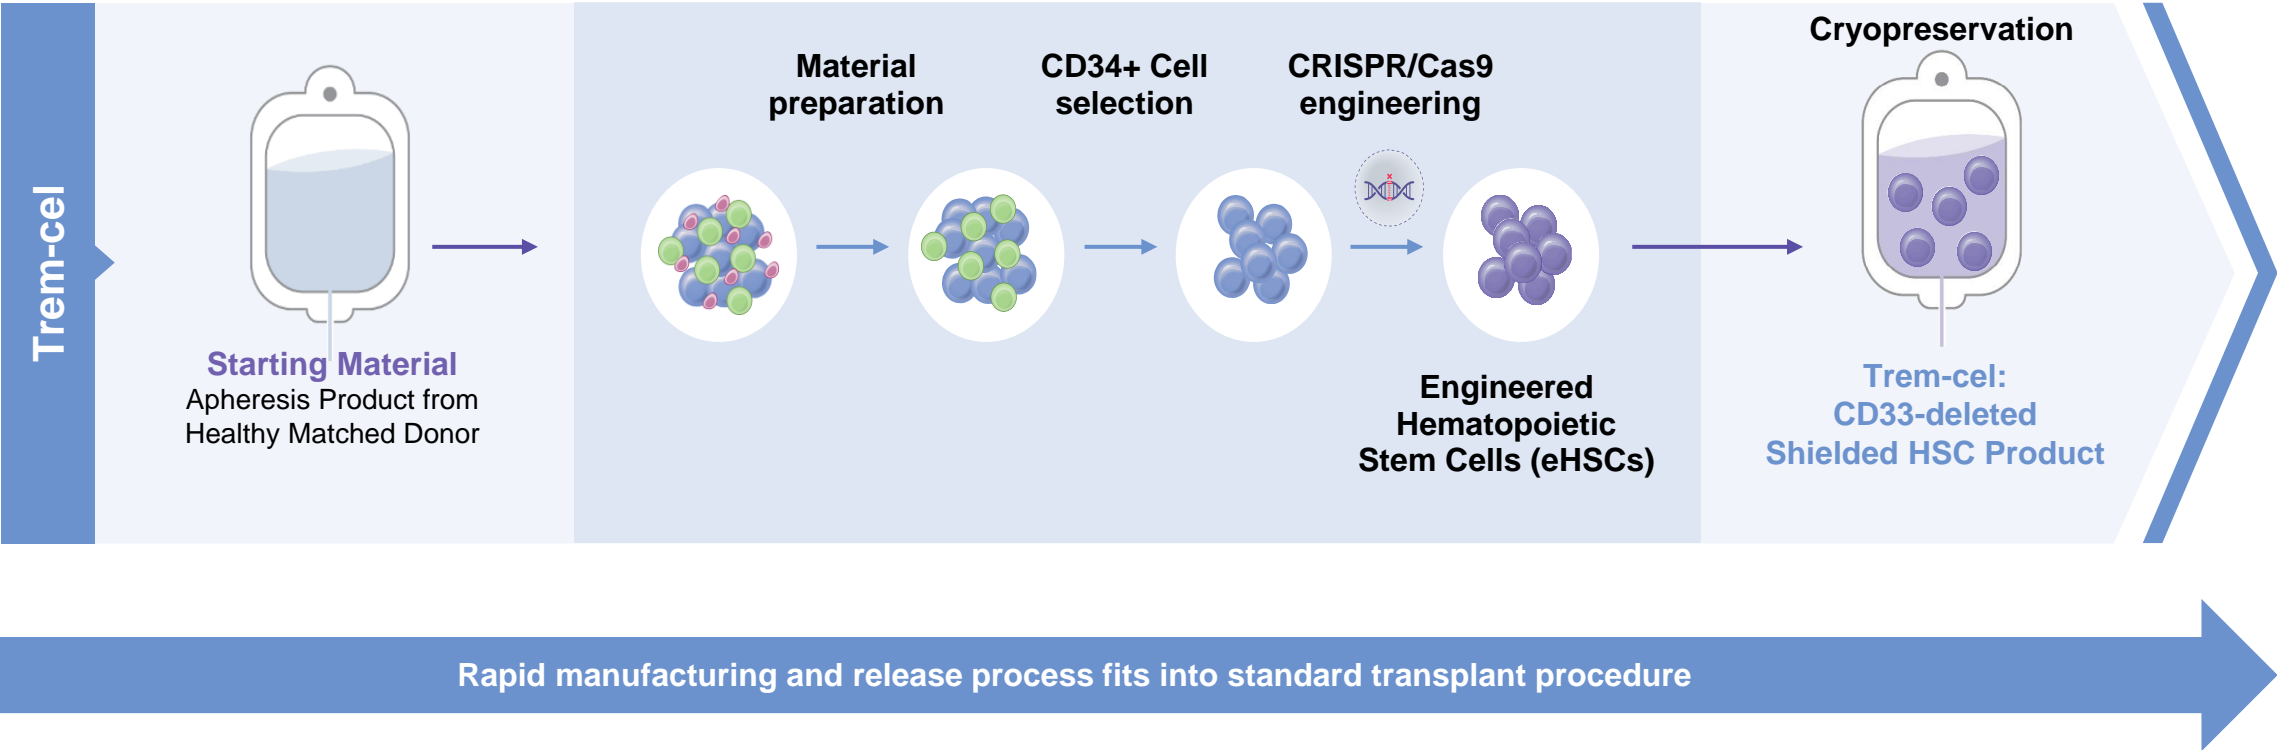 Trem-cel
Starting Material
Apheresis Product from
Healthy Matched Donor
Material
preparation
CD34+ Cell
selection
CRISPR/Cas9
engineering
Engineered
Hematopoietic
Stem Cells (eHSCs)
Cryopreservation
Trem-cel:
CD33-deleted
Shielded HSC Product
Rapid manufacturing and release process fits into standard transplant procedure